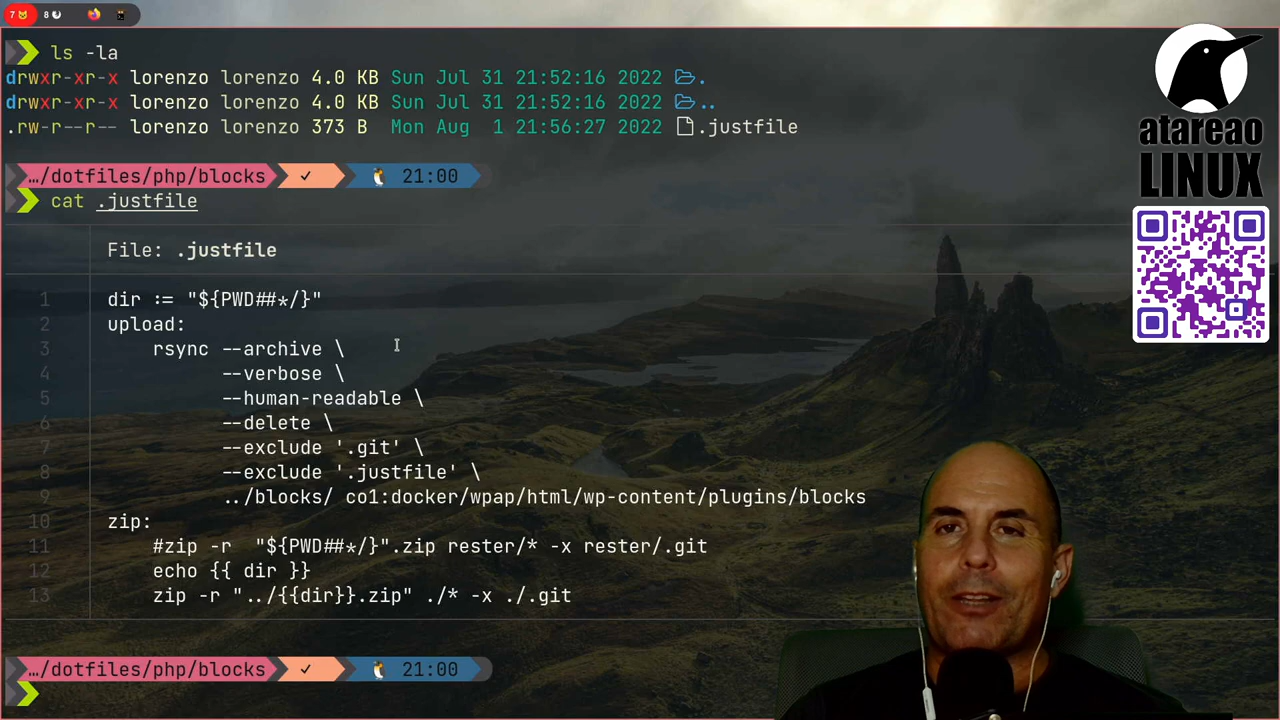 7 8
ls -la
drwxr-xr-x lorenzo lorenzo 4.0 KB Sun Jul 31 21:52:16 2022 .
drwxr-xr-x lorenzo lorenzo 4.0 KB Sun Jul 31 21:52:16 2022 ..
.rw-r--r-- lorenzo lorenzo 373 B Mon Aug 1 21:56:27 2022 .justfile
…/dotfiles/php/blocks ✓ 21:00
cat .justfile
File: .justfile
1 dir := "${PWD##*/}"
2 upload:
3 rsync --archive \
4 --verbose \
5 --human-readable \
6 --delete \
7 --exclude '.git' \
8 --exclude '.justfile' \
9 ../blocks/ co1:docker/wpap/html/wp-content/plugins/blocks
10 zip:
11 #zip -r "${PWD##*/}".zip rester/* -x rester/.git
12 echo {{ dir }}
13 zip -r "../{{dir}}.zip" ./* -x ./.git
…/dotfiles/php/blocks ✓ 21:00
atareao
LINUX